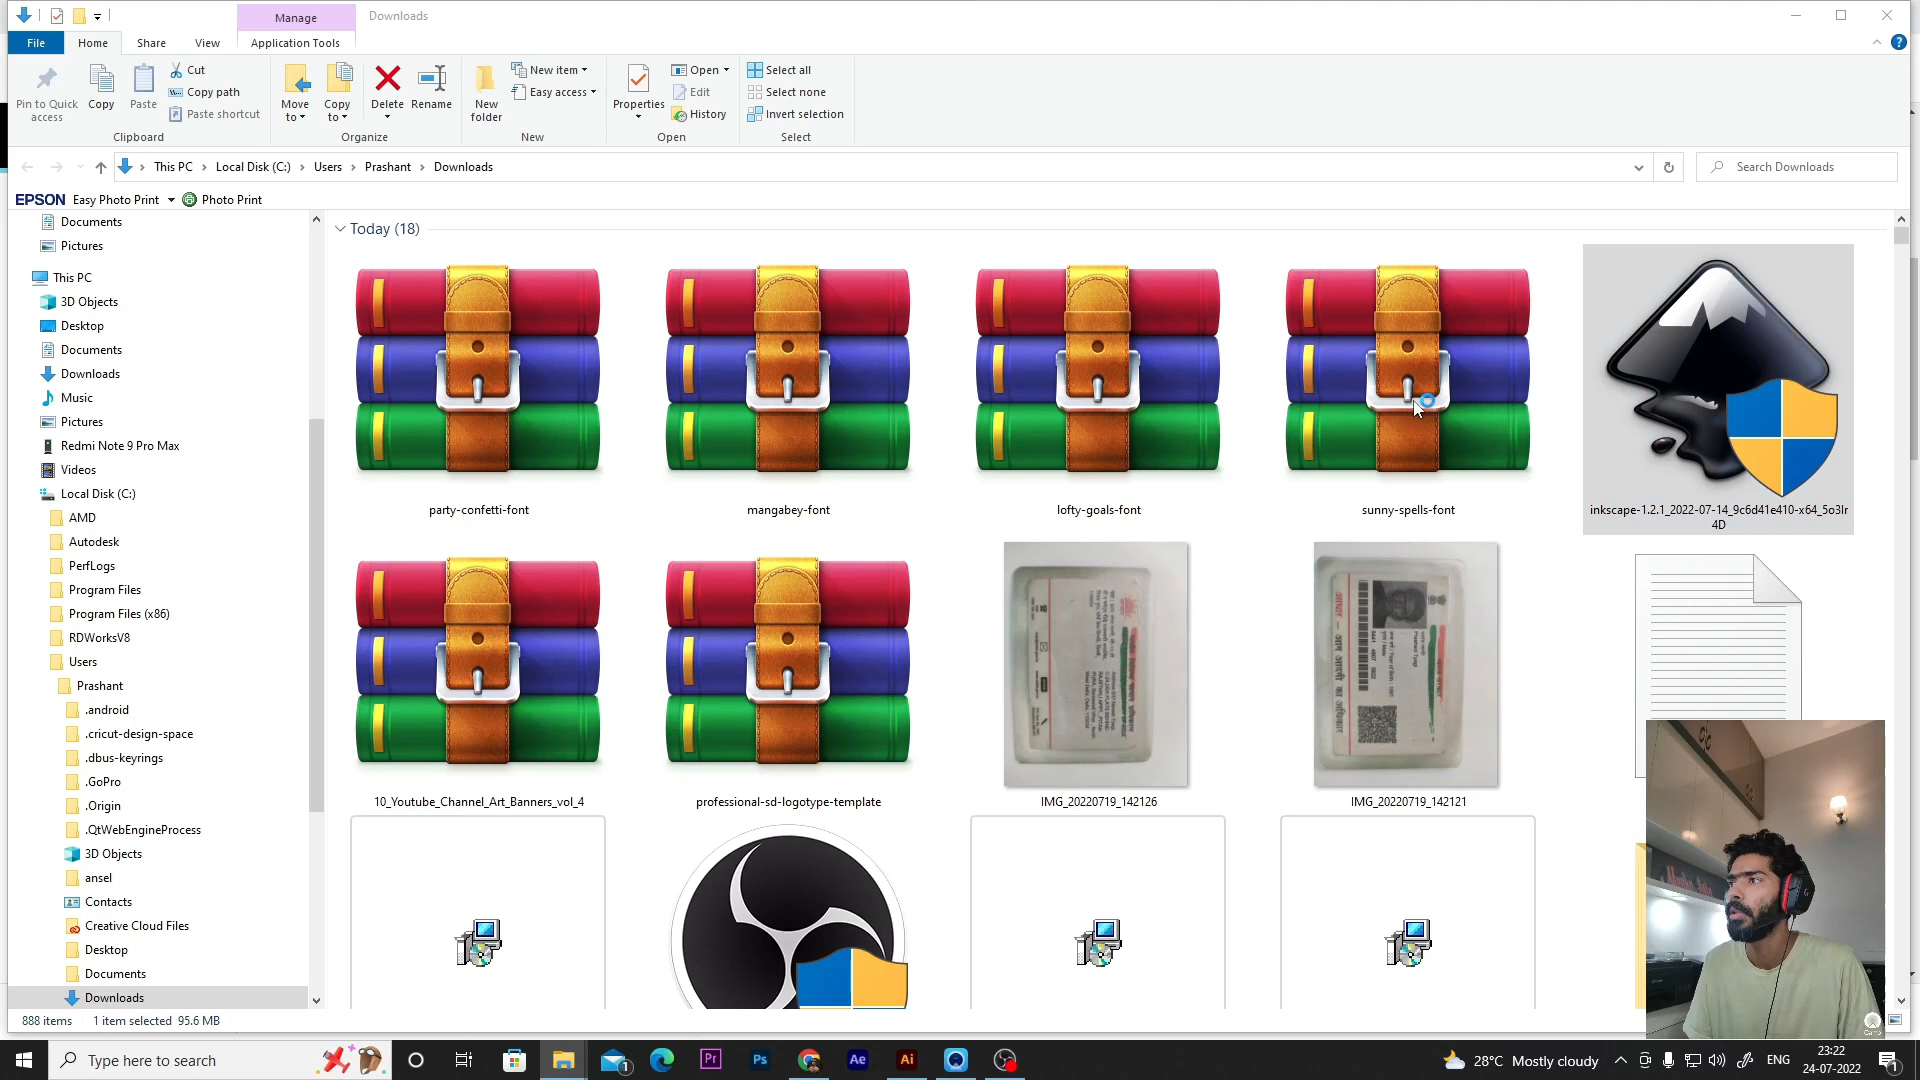 Manage
Downloads
File
Home
Share
View
Application Tools
Pin to Quick access
Copy
Paste
Cut
Copy path
Paste shortcut
Clipboard
Move to
Copy to
Delete
Rename
Organize
New folder
New item
Easy access
New
Properties
Open
Edit
History
Open
Select all
Select none
Invert selection
Select
This PC
Local Disk (C:)
Users
Prashant
Downloads
Search Downloads
EPSON Easy Photo Print
Photo Print
Documents
Pictures
This PC
3D Objects
Desktop
Documents
Downloads
Music
Pictures
Redmi Note 9 Pro Max
Videos
Local Disk (C:)
AMD
Autodesk
PerfLogs
Program Files
Program Files (x86)
RDWorksV8
Users
Prashant
.android
.cricut-design-space
.dbus-keyrings
.GoPro
.Origin
.QtWebEngineProcess
3D Objects
ansel
Contacts
Creative Cloud Files
Desktop
Documents
Downloads
Today (18)
party-confetti-font
mangabey-font
lofty-goals-font
sunny-spells-font
inkscape-1.2.1_2022-07-14_9c6d41e410-x64_5o3lr
4D
10_Youtube_Channel_Art_Banners_vol_4
professional-sd-logotype-template
IMG_20220719_142126
IMG_20220719_142121
888 items
1 item selected 95.6 MB
Type here to search
Pr
Ps
Ae
Ai
28°C Mostly cloudy
ENG
23:22
24-07-2022